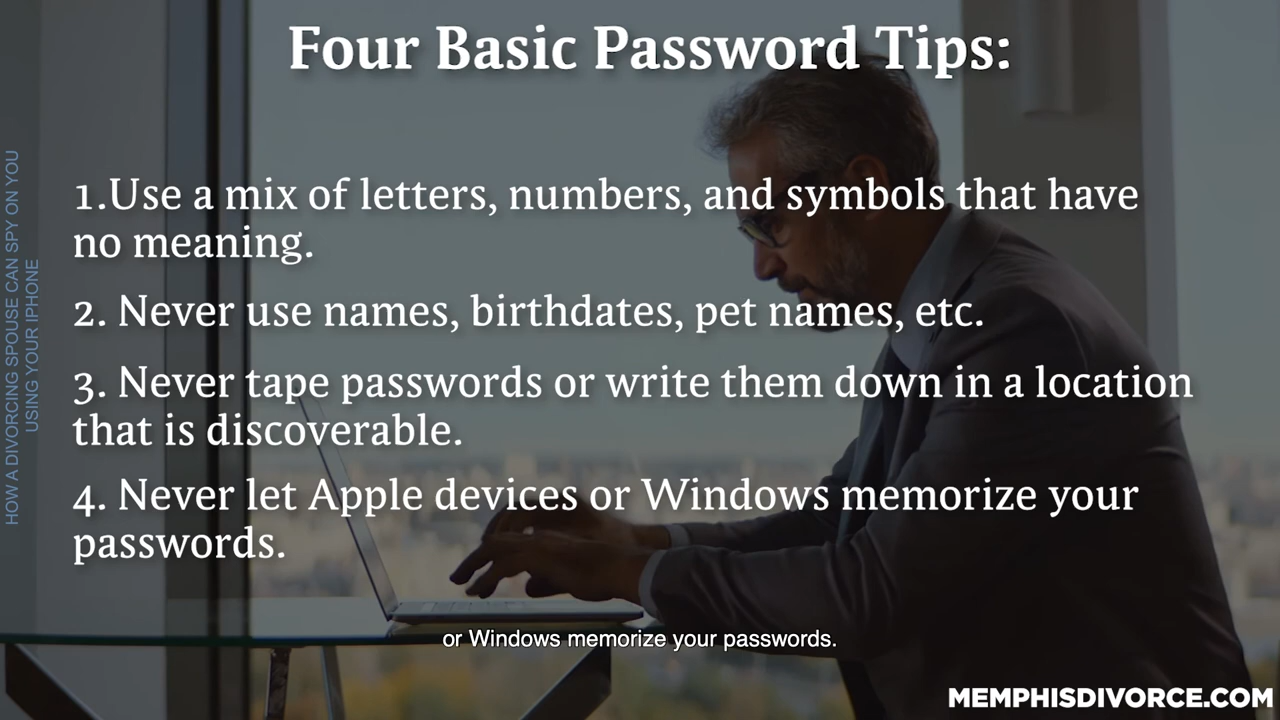 Four Basic Password Tips:
HOW A DIVORCING SPOUSE CAN SPY ON YOU
USING YOUR IPHONE
1.Use a mix of letters, numbers, and symbols that have
no meaning.
2. Never use names, birthdates, pet names, etc.
3. Never tape passwords or write them down in a location
that is discoverable.
4. Never let Apple devices or Windows memorize your
passwords.
or Windows memorize your passwords.
MEMPHISDIVORCE.COM